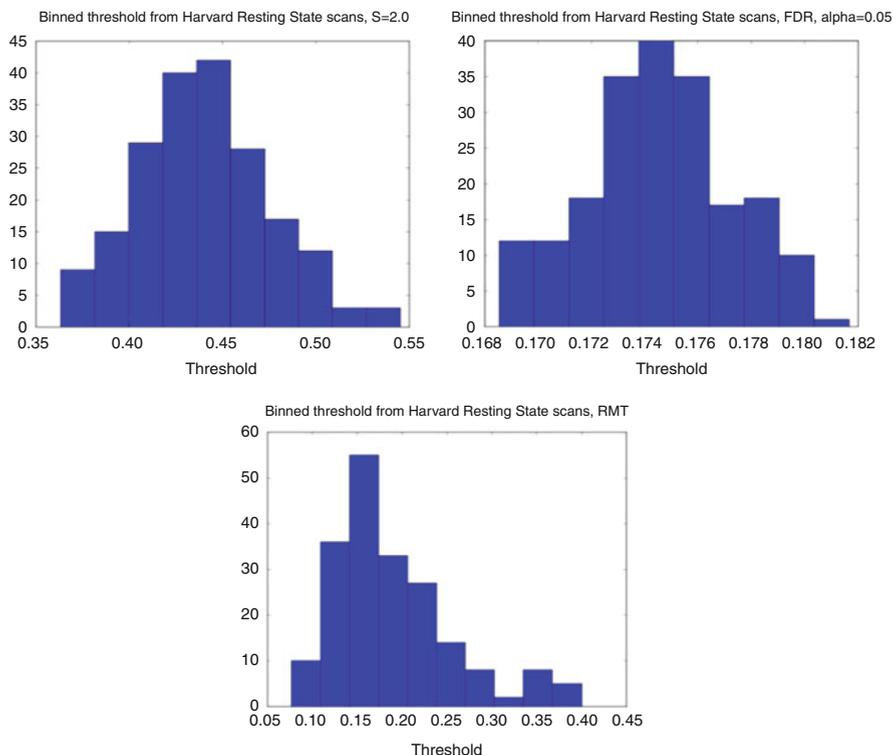 Binned threshold from Harvard Resting State scans, S=2.0
45
40
35
30
25
20
15
10
5
0
0.35 0.40 0.45 0.50 0.55
Threshold
Binned threshold from Harvard Resting State scans, FDR, alpha=0.05
40
35
30
25
20
15
10
5
0
0.168 0.170 0.172 0.174 0.176 0.178 0.180 0.182
Threshold
Binned threshold from Harvard Resting State scans, RMT
60
50
40
30
20
10
0
0.05 0.10 0.15 0.20 0.25 0.30 0.35 0.40 0.45
Threshold